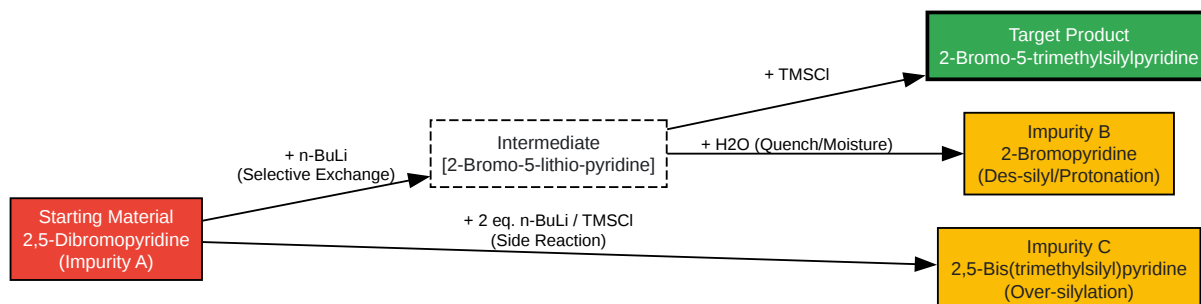 Target Product
2-Bromo-5-trimethylsilylpyridine
+ TMSCl
Intermediate
[2-Bromo-5-lithio-pyridine]
+ H2O (Quench/Moisture)
Impurity B
2-Bromopyridine
(Des-silyl/Protonation)
+ n-BuLi
(Selective Exchange)
Starting Material
2,5-Dibromopyridine
(Impurity A)
+ 2 eq. n-BuLi / TMSCl
(Side Reaction)
Impurity C
2,5-Bis(trimethylsilyl)pyridine
(Over-silylation)